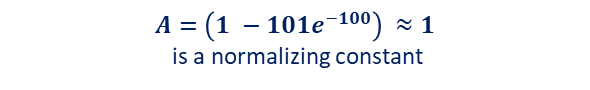 A = (1 − 101e⁻¹⁰⁰) ≈ 1
is a normalizing constant